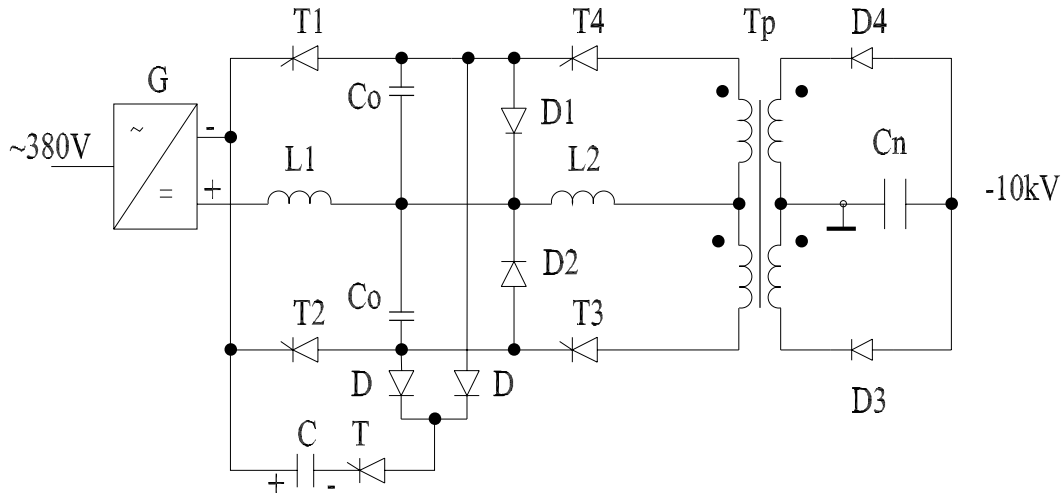 T1
T4
Tp
D4
G
Co
~
-
D1
Cn
~380V
L1
L2
=
+
-10kV
D2
Co
T2
T3
D
D
D3
C
T
+
-